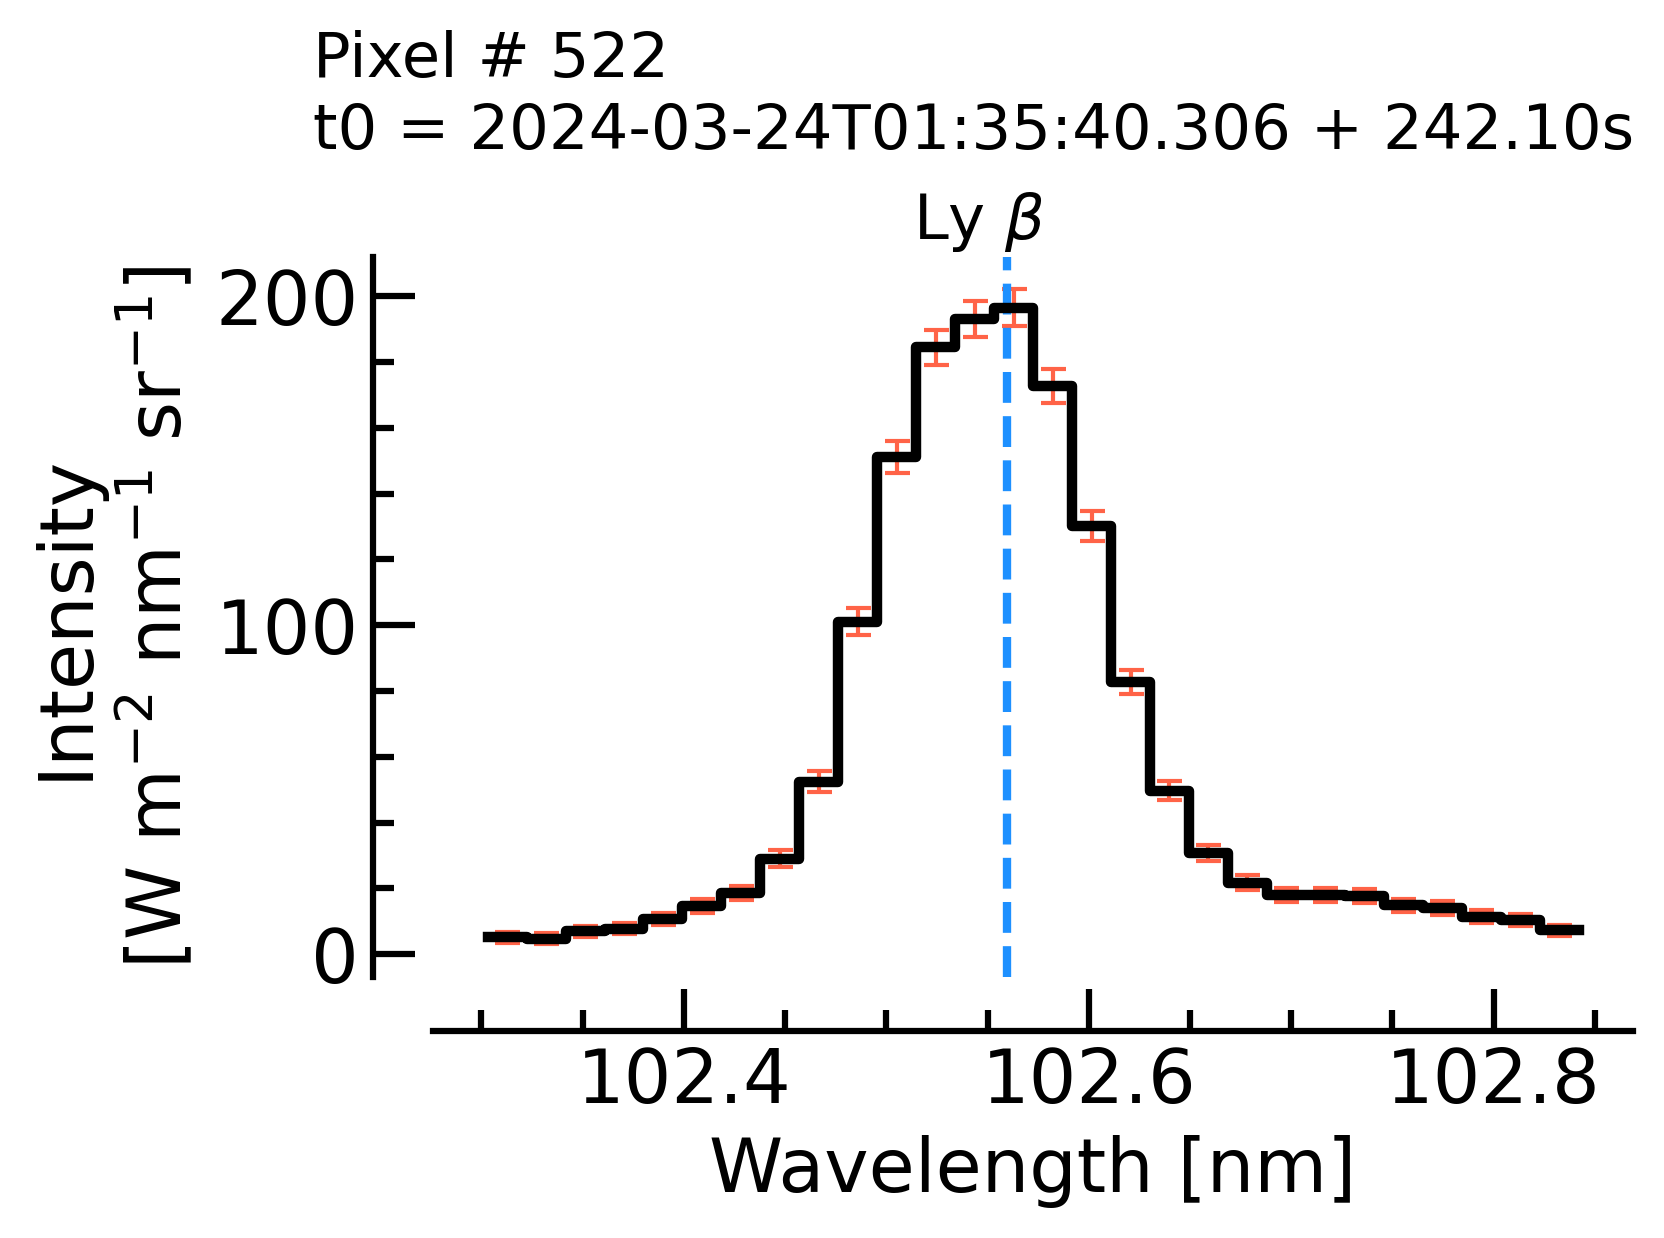 Pixel # 522
t0 = 2024-03-24T01:35:40.306 + 242.10s
Ly β
Intensity
[W m⁻² nm⁻¹ sr⁻¹]
200
100
0
102.4 102.6 102.8
Wavelength [nm]